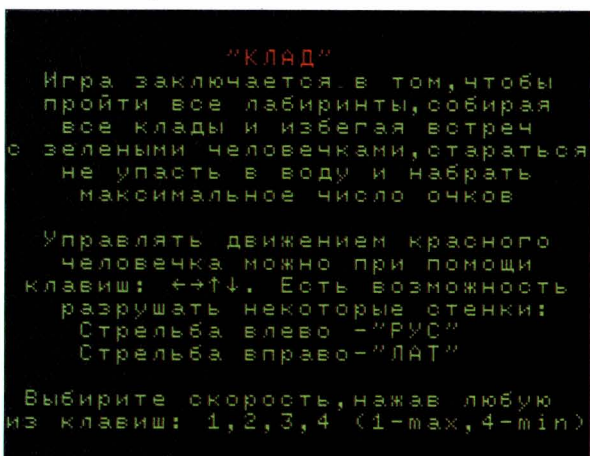 "КЛАД"
Игра заключается в том,чтобы
пройти все лабиринты,собирая
все клады и избегая встреч
с зелеными человечками,стараться
не упасть в воду и набрать
максимальное число очков
Управлять движением красного
человечка можно при помощи
клавиш: ←→↑↓. Есть возможность
разрушать некоторые стенки:
Стрельба влево -"РУС"
Стрельба вправо-"ЛАТ"
Выбирите скорость,нажав любую
из клавиш: 1,2,3,4 (1-max,4-min)